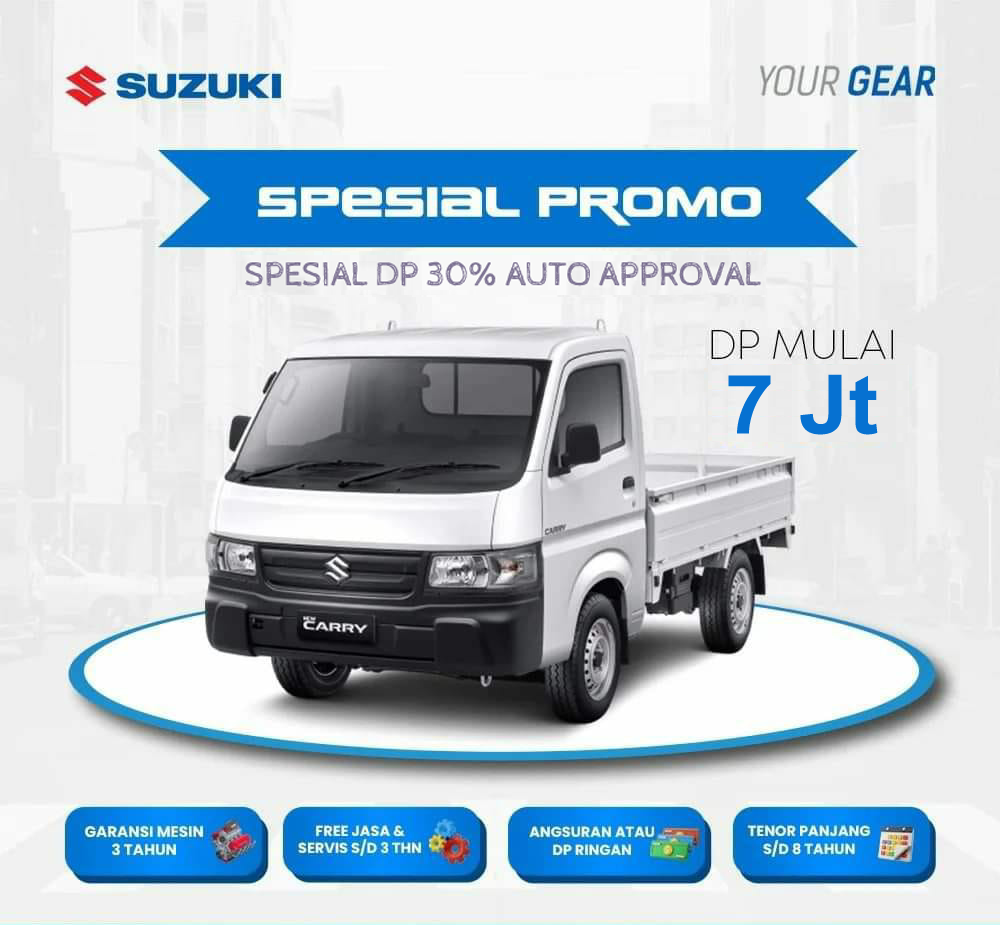 SUZUKI
YOUR GEAR
SPESIAL PROMO
SPESIAL DP 30% AUTO APPROVAL
DP MULAI
7 Jt
CARRY
NEW
CARRY
GARANSI MESIN
3 TAHUN
FREE JASA &
SERVIS S/D 3 THN
ANGSURAN ATAU
DP RINGAN
TENOR PANJANG
S/D 8 TAHUN